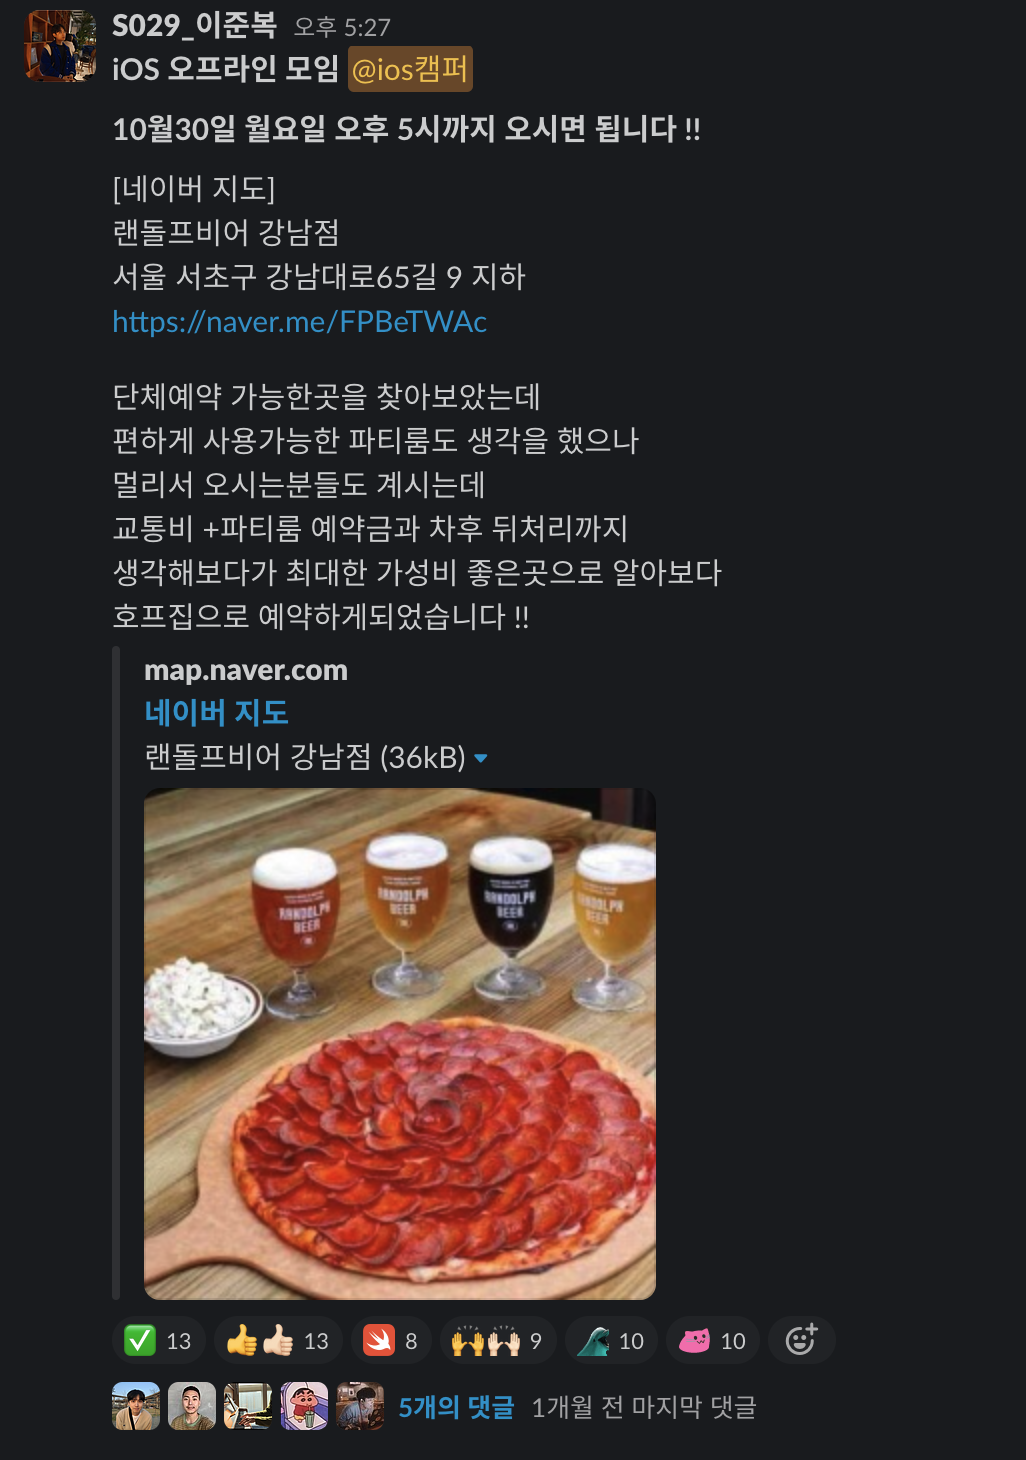 S029_이준복 오후 5:27
iOS 오프라인 모임 @ios캠퍼
10월30일 월요일 오후 5시까지 오시면 됩니다 !!
[네이버 지도]
랜돌프비어 강남점
서울 서초구 강남대로65길 9 지하
https://naver.me/FPBeTWAc
단체예약 가능한곳을 찾아보았는데
편하게 사용가능한 파티룸도 생각을 했으나
멀리서 오시는분들도 계시는데
교통비 +파티룸 예약금과 차후 뒤처리까지
생각해보다가 최대한 가성비 좋은곳으로 알아보다
호프집으로 예약하게되었습니다 !!
map.naver.com
네이버 지도
랜돌프비어 강남점 (36kB)
RANDOLPH
BEER
RANDOLPH
BEER
RANDOLPH
BEER
RANDOLPH
BEER
13 13 8 9 10 10
5개의 댓글 1개월 전 마지막 댓글